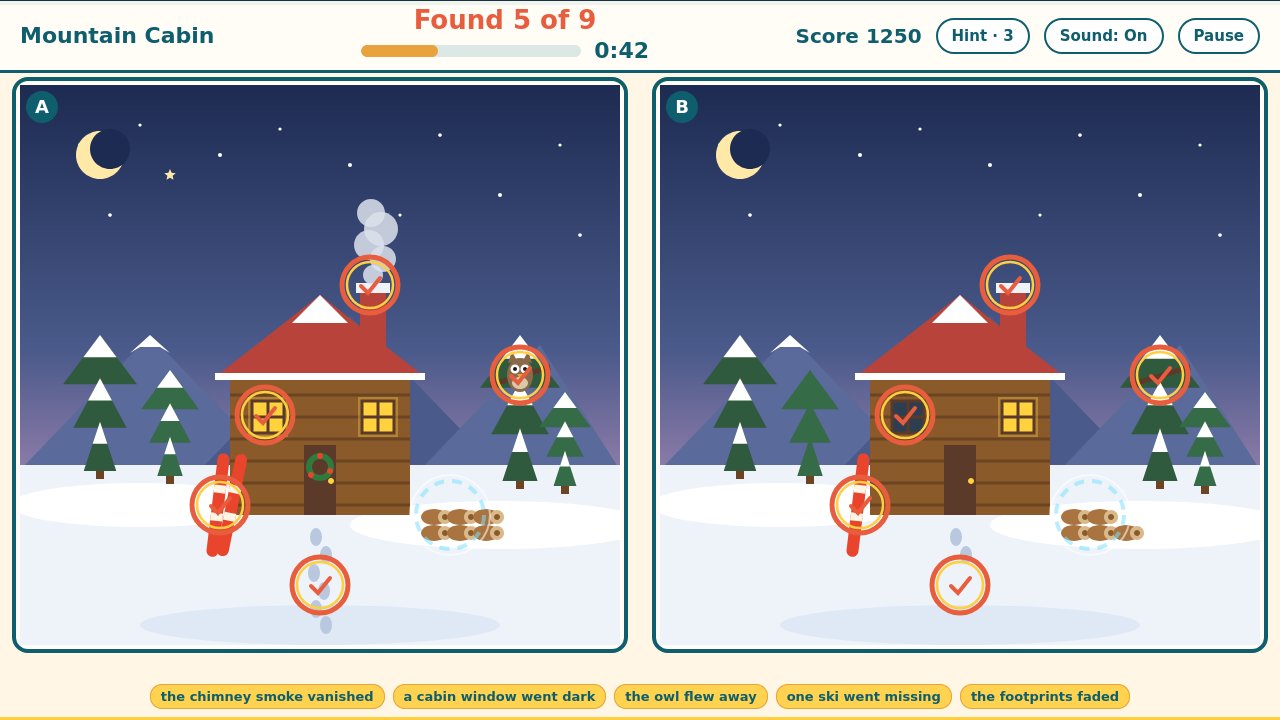 Mountain Cabin
Found 5 of 9
0:42
Score 1250
Hint · 3
Sound: On
Pause
A
B
the chimney smoke vanished
a cabin window went dark
the owl flew away
one ski went missing
the footprints faded